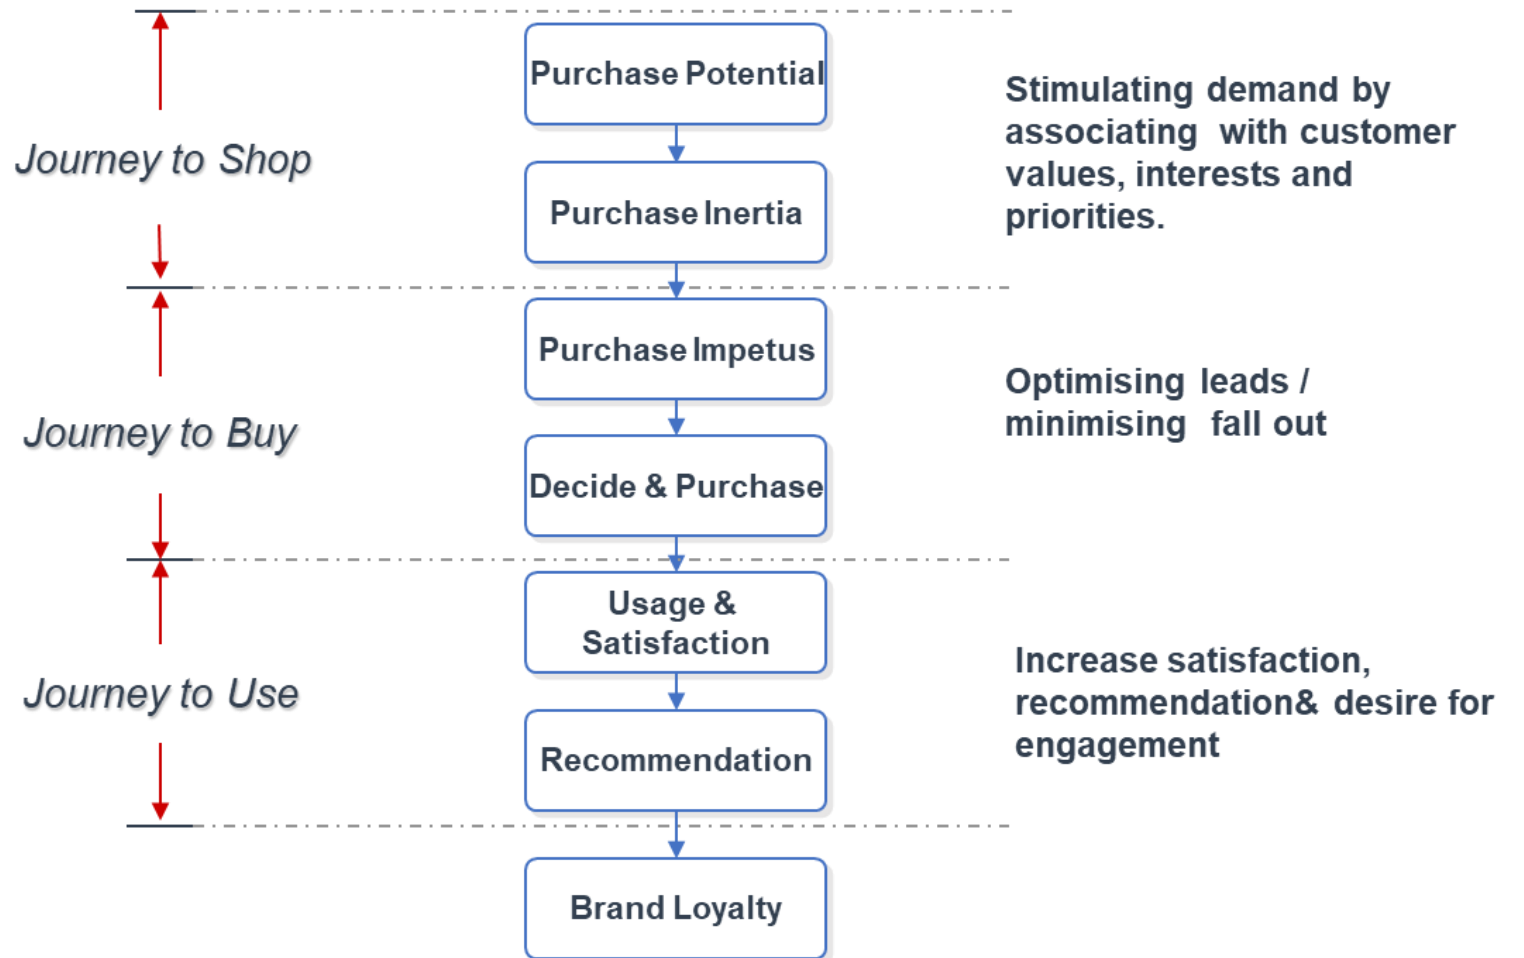 Purchase Potential
Stimulating demand by
associating with customer
values, interests and
priorities.
Journey to Shop
Purchase Inertia
Purchase Impetus
Optimising leads /
minimising fall out
Journey to Buy
Decide & Purchase
Usage &
Satisfaction
Increase satisfaction,
recommendation& desire for
engagement
Journey to Use
Recommendation
Brand Loyalty